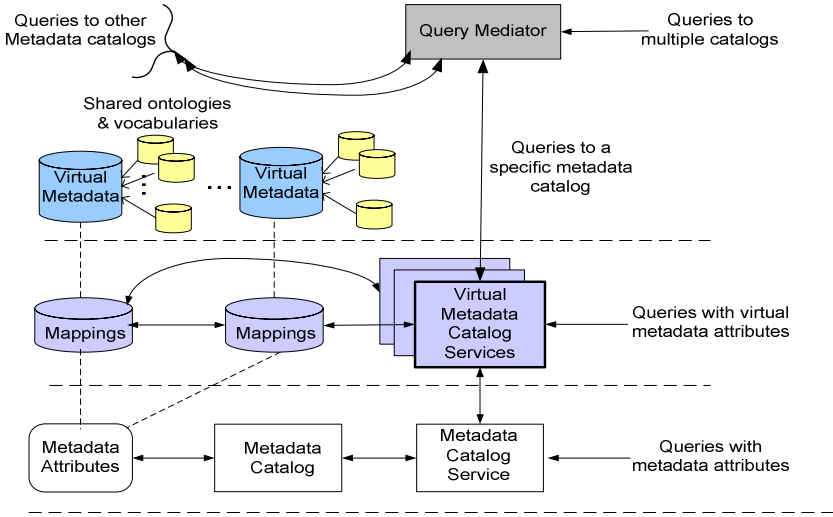 Queries to other
Metadata catalogs
Query Mediator
Queries to
multiple catalogs
Shared ontologies
& vocabularies
Virtual
Metadata
...
Virtual
Metadata
Queries to a
specific metadata
catalog
Mappings
Mappings
Virtual
Metadata
Catalog
Services
Queries with virtual
metadata attributes
Metadata
Attributes
Metadata
Catalog
Metadata
Catalog
Service
Queries with
metadata attributes